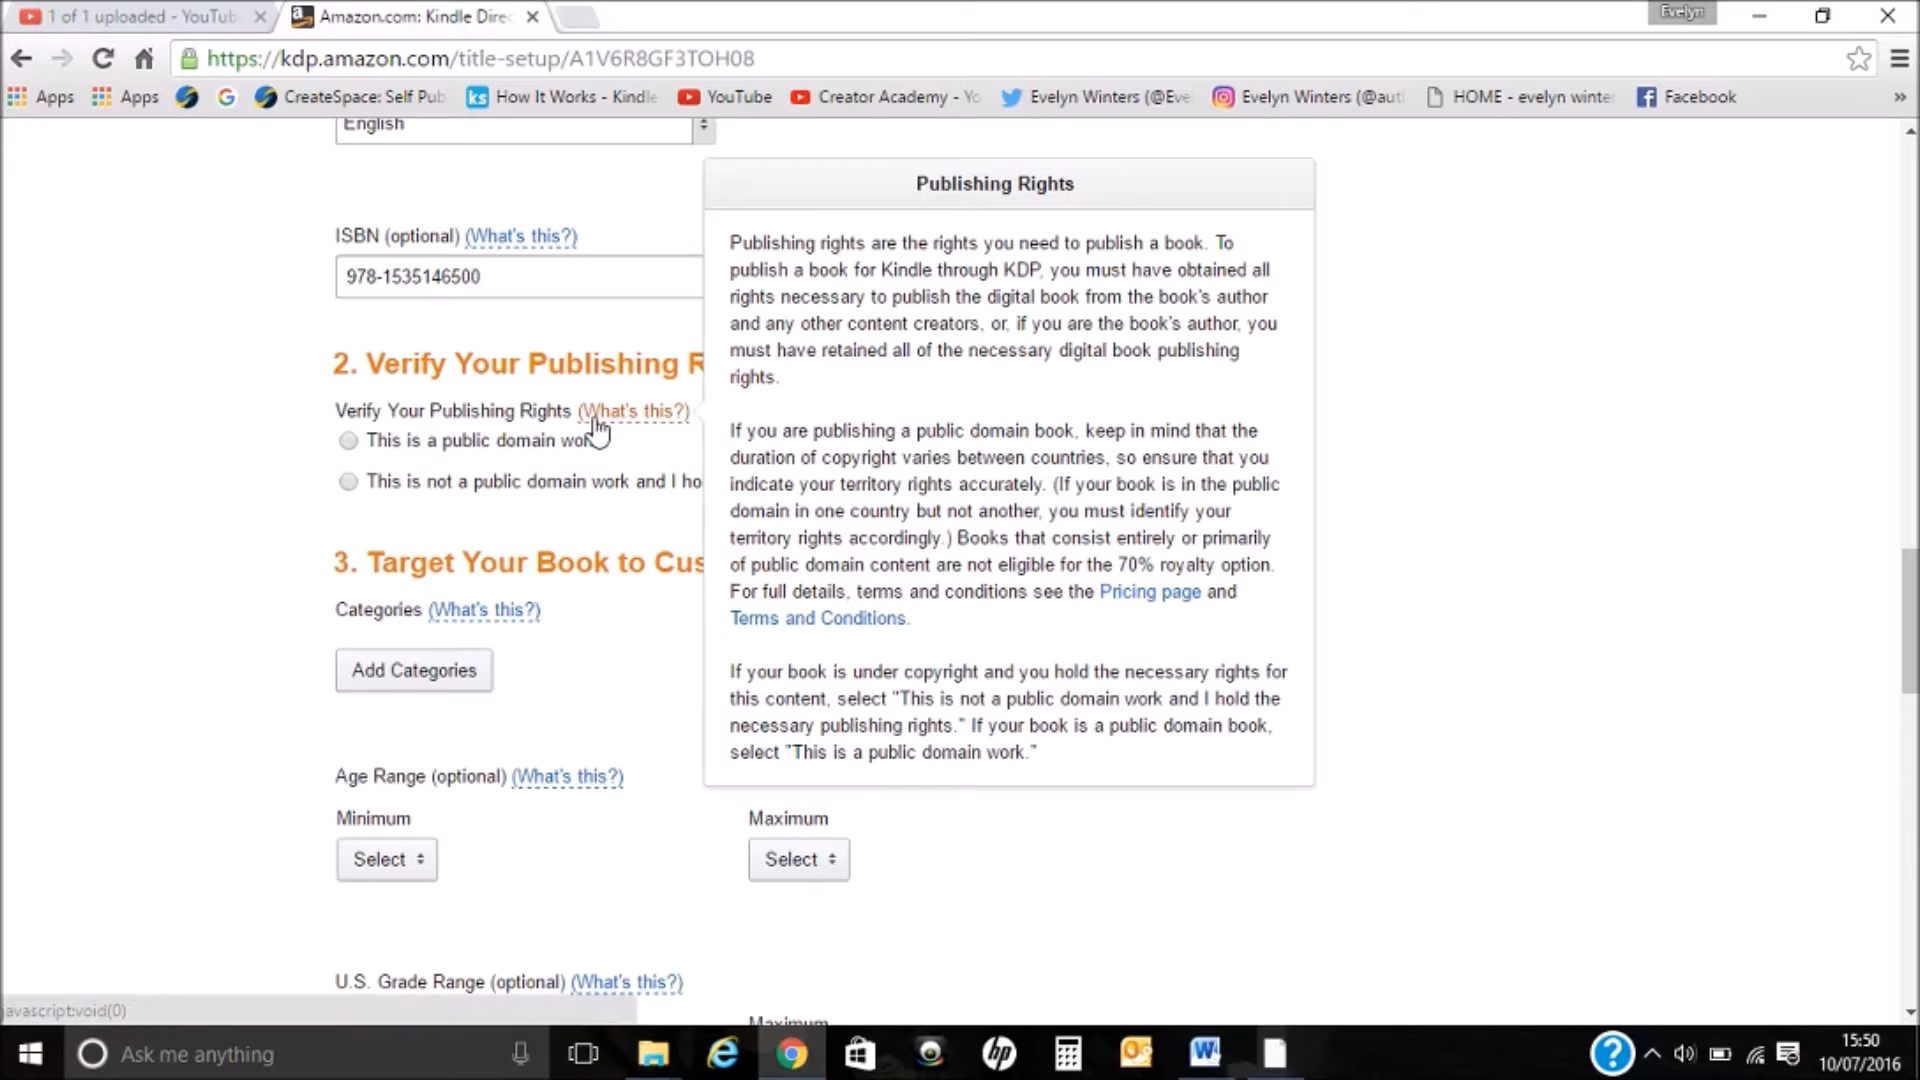 1 of 1 uploaded - YouTub
Amazon.com: Kindle Dire
Evelyn
https://kdp.amazon.com/title-setup/A1V6R8GF3TOH08
Apps
Apps
CreateSpace: Self Pub
ks
How It Works - Kindle
YouTube
Creator Academy - Yo
Evelyn Winters (@Eve
Evelyn Winters (@aut
HOME - evelyn winte
Facebook
»
English
ISBN (optional) (What's this?)
978-1535146500
2. Verify Your Publishing R
Verify Your Publishing Rights (What's this?)
This is a public domain wor
This is not a public domain work and I ho
3. Target Your Book to Cus
Categories (What's this?)
Add Categories
Age Range (optional) (What's this?)
Minimum
Maximum
Select
Select
U.S. Grade Range (optional) (What's this?)
Maximum
Publishing Rights
Publishing rights are the rights you need to publish a book. To
publish a book for Kindle through KDP, you must have obtained all
rights necessary to publish the digital book from the book's author
and any other content creators, or, if you are the book's author, you
must have retained all of the necessary digital book publishing
rights.
If you are publishing a public domain book, keep in mind that the
duration of copyright varies between countries, so ensure that you
indicate your territory rights accurately. (If your book is in the public
domain in one country but not another, you must identify your
territory rights accordingly.) Books that consist entirely or primarily
of public domain content are not eligible for the 70% royalty option.
For full details, terms and conditions see the Pricing page and
Terms and Conditions.
If your book is under copyright and you hold the necessary rights for
this content, select "This is not a public domain work and I hold the
necessary publishing rights." If your book is a public domain book,
select "This is a public domain work."
javascript:void(0)
Ask me anything
hp
15:50
10/07/2016